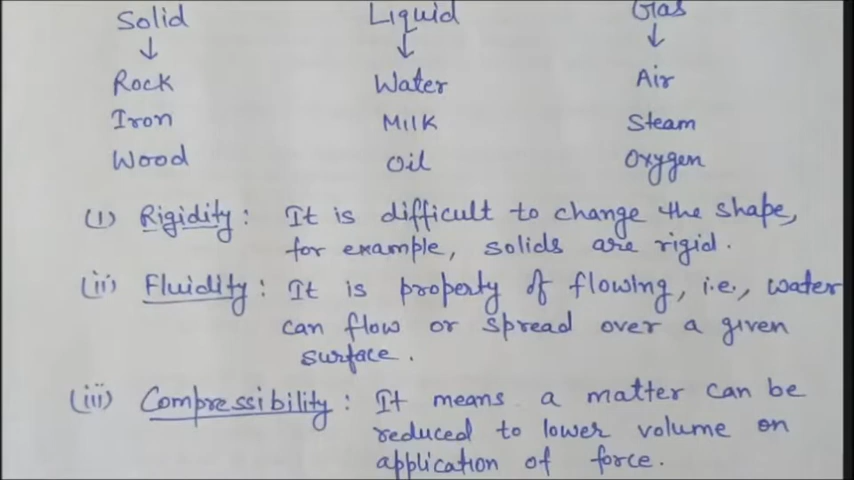 Solid Liquid Gas
↓ ↓ ↓
Rock Water Air
Iron Milk Steam
Wood Oil Oxygen
(i) Rigidity : It is difficult to change the shape,
for example, solids are rigid.
(ii) Fluidity : It is property of flowing, i.e., water
can flow or spread over a given
surface.
(iii) Compressibility : It means a matter can be
reduced to lower volume on
application of force.